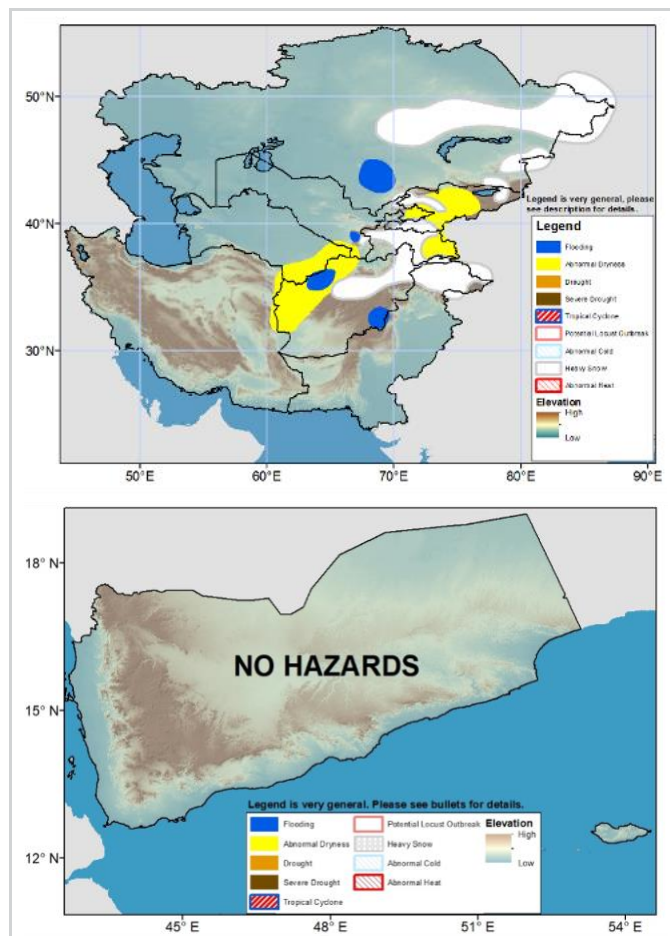 50°N
40°N
30°N
50°E
60°E
70°E
80°E
90°E
Legend is very general, please
see description for details.
Legend
Flooding
Abnormal Dryness
Drought
Severe Drought
Tropical Cyclone
Potential Locust Outbreak
Abnormal Cold
Heavy Snow
Abnormal Heat
Elevation
High
Low
18° N
15° N
12° N
NO HAZARDS
Legend is very general. Please see bullets for details.
Flooding
Abnormal Dryness
Drought
Severe Drought
Tropical Cyclone
Potential Locust Outbreak
Heavy Snow
Abnormal Cold
Abnormal Heat
Elevation
High
Low
45°E
48° E
51° E
54° E